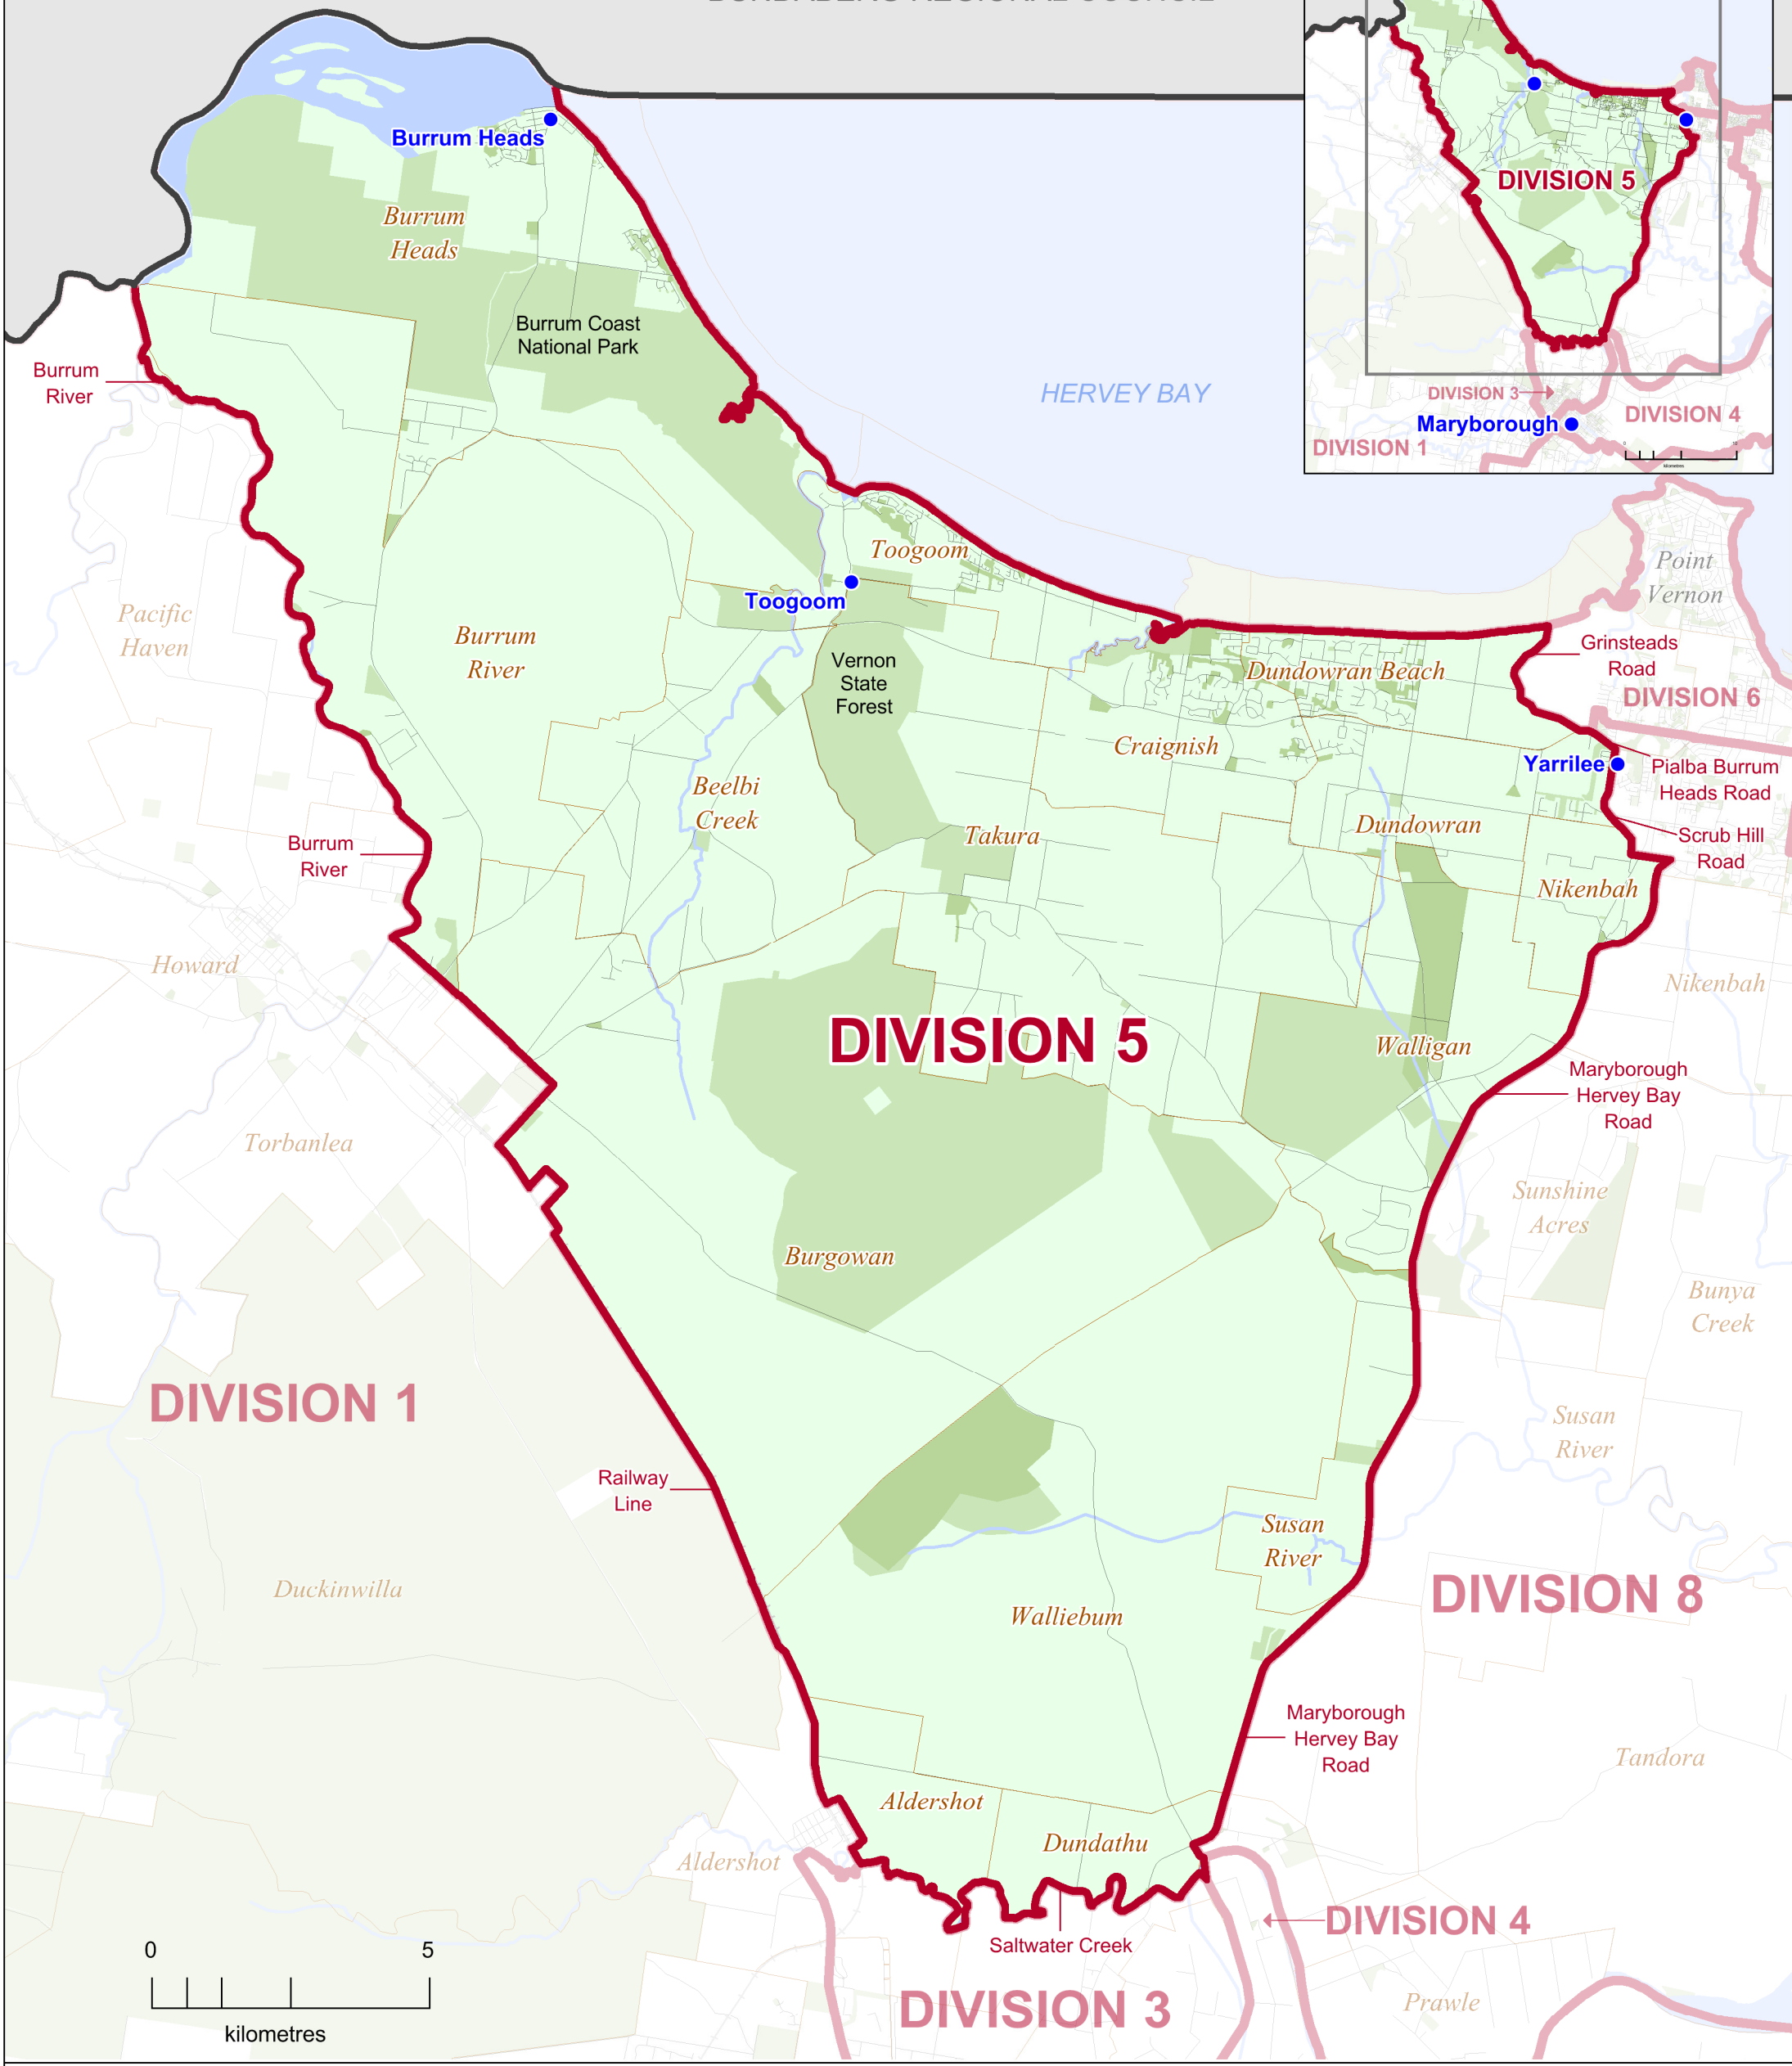 BUNDABERG REGIONAL COUNCIL
DIVISION 5
DIVISION 3
Maryborough
DIVISION 4
DIVISION 1
kilometres
Burrum Heads
Burrum
Heads
Burrum Coast
National Park
Burrum
River
HERVEY BAY
Toogoom
Toogoom
Point
Vernon
Pacific
Haven
Burrum
River
Vernon
State
Forest
Dundowran Beach
Grinsteads
Road
DIVISION 6
Craignish
Yarrilee
Pialba Burrum
Heads Road
Beelbi
Creek
Takura
Dundowran
Scrub Hill
Road
Burrum
River
Nikenbah
Howard
Nikenbah
DIVISION 5
Walligan
Maryborough
Hervey Bay
Road
Torbanlea
Sunshine
Acres
Burgowan
Bunya
Creek
DIVISION 1
Susan
River
Railway
Line
Susan
River
Duckinwilla
DIVISION 8
Walliebum
Maryborough
Hervey Bay
Road
Tandora
Aldershot
Dundathu
Aldershot
DIVISION 4
Saltwater Creek
0 5
kilometres
DIVISION 3
Prawle